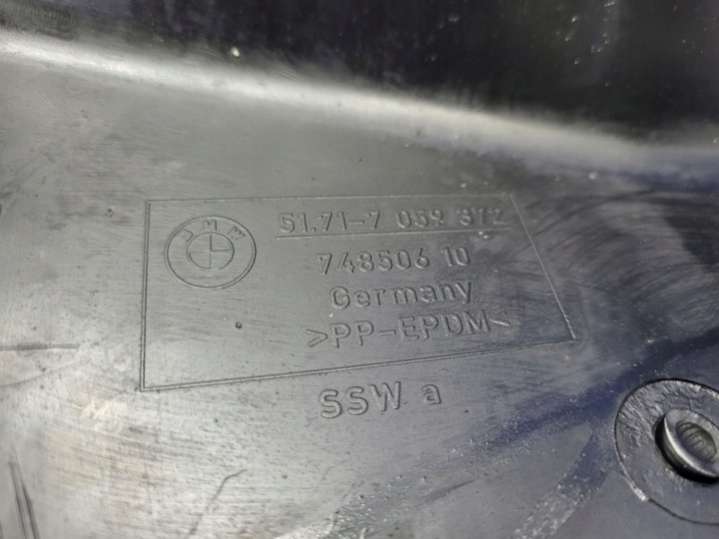 BMW
51.71-7 059 372
748506 10
Germany
>PP-EPDM<
SSW a